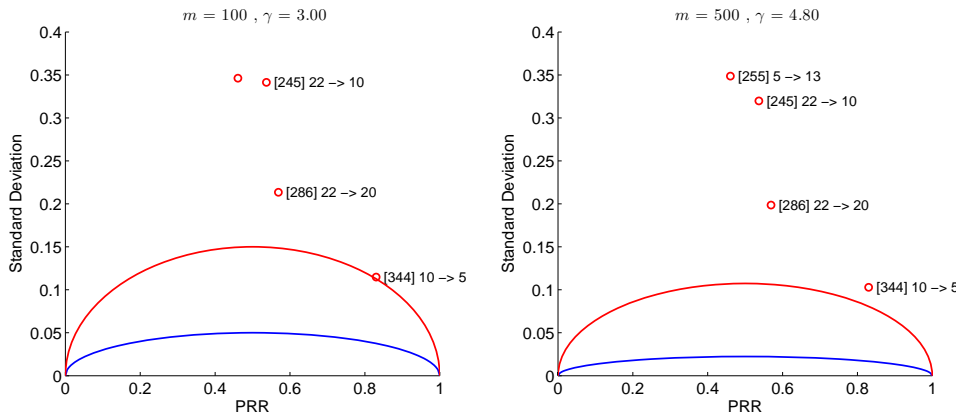 m = 100 , γ = 3.00
0.4
0.35
0.3
0.25
0.2
0.15
0.1
0.05
0
Standard Deviation
[245] 22 −> 10
[286] 22 −> 20
[344] 10 −> 5
0
0.2
0.4
0.6
0.8
1
PRR
m = 500 , γ = 4.80
0.4
0.35
0.3
0.25
0.2
0.15
0.1
0.05
0
Standard Deviation
[255] 5 −> 13
[245] 22 −> 10
[286] 22 −> 20
[344] 10 −> 5
0
0.2
0.4
0.6
0.8
1
PRR